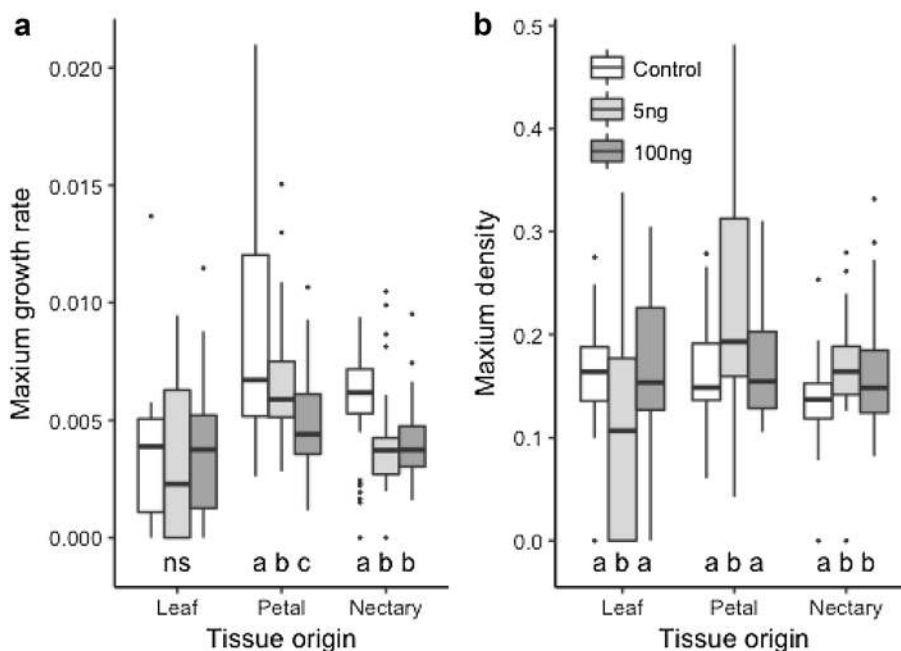 a
Maxium growth rate
0.020
0.015
0.010
0.005
0.000
ns
a b c
a b b
Leaf
Petal
Nectary
Tissue origin
b
Maxium density
0.5
0.4
0.3
0.2
0.1
0.0
Control
5ng
100ng
a b a
a b a
a b b
Leaf
Petal
Nectary
Tissue origin